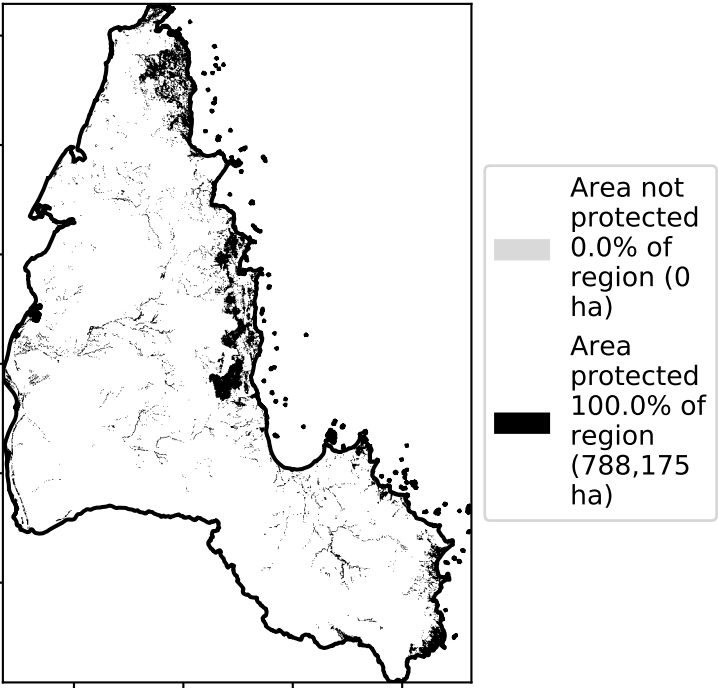 Area not
protected
0.0% of
region (0
ha)
Area
protected
100.0% of
region
(788,175
ha)